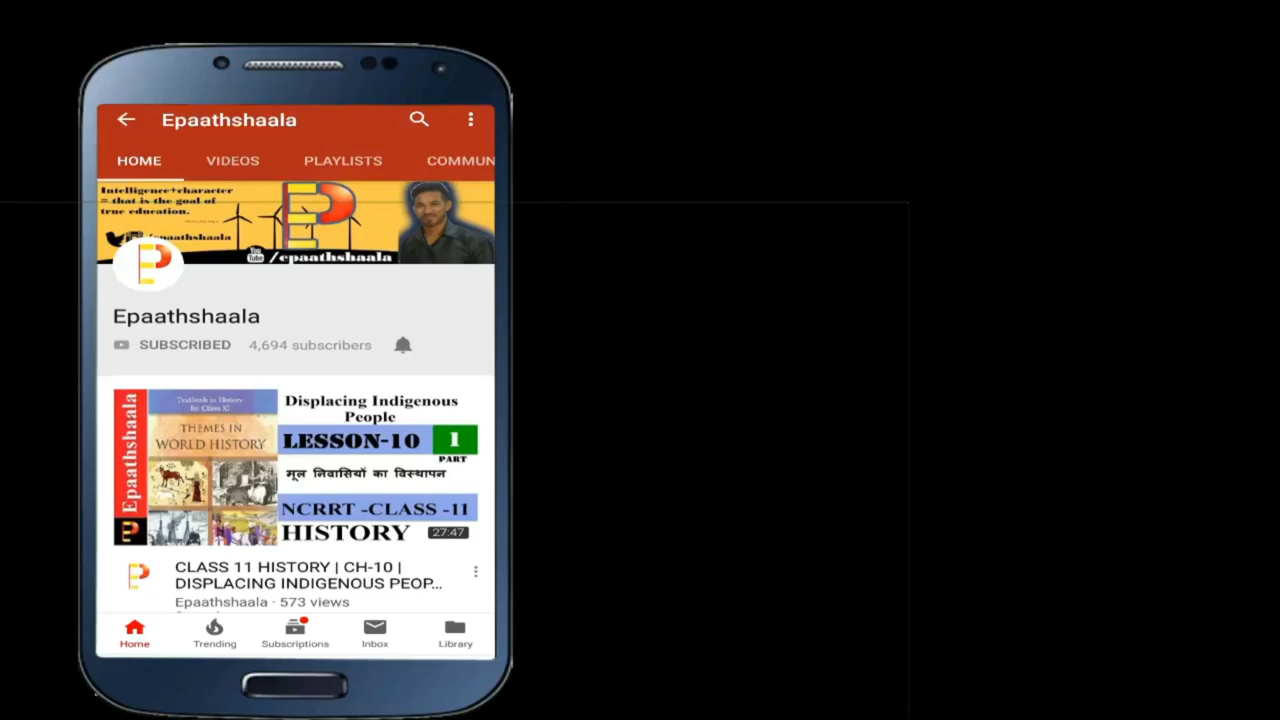 Epaathshaala
HOME VIDEOS PLAYLISTS COMMUN
Intelligence+character
= that is the goal of
true education.
/epaathshaala
You
Tube /epaathshaala
Epaathshaala
SUBSCRIBED 4,694 subscribers
Epaathshaala
Textbook in History
for Class XI
THEMES IN
WORLD HISTORY
Displacing Indigenous
People
LESSON-10 1
PART
मूल निवासियों का विस्थापन
NCRRT -CLASS -11
HISTORY 27:47
CLASS 11 HISTORY | CH-10 |
DISPLACING INDIGENOUS PEOP...
Epaathshaala · 573 views
Home Trending Subscriptions Inbox Library